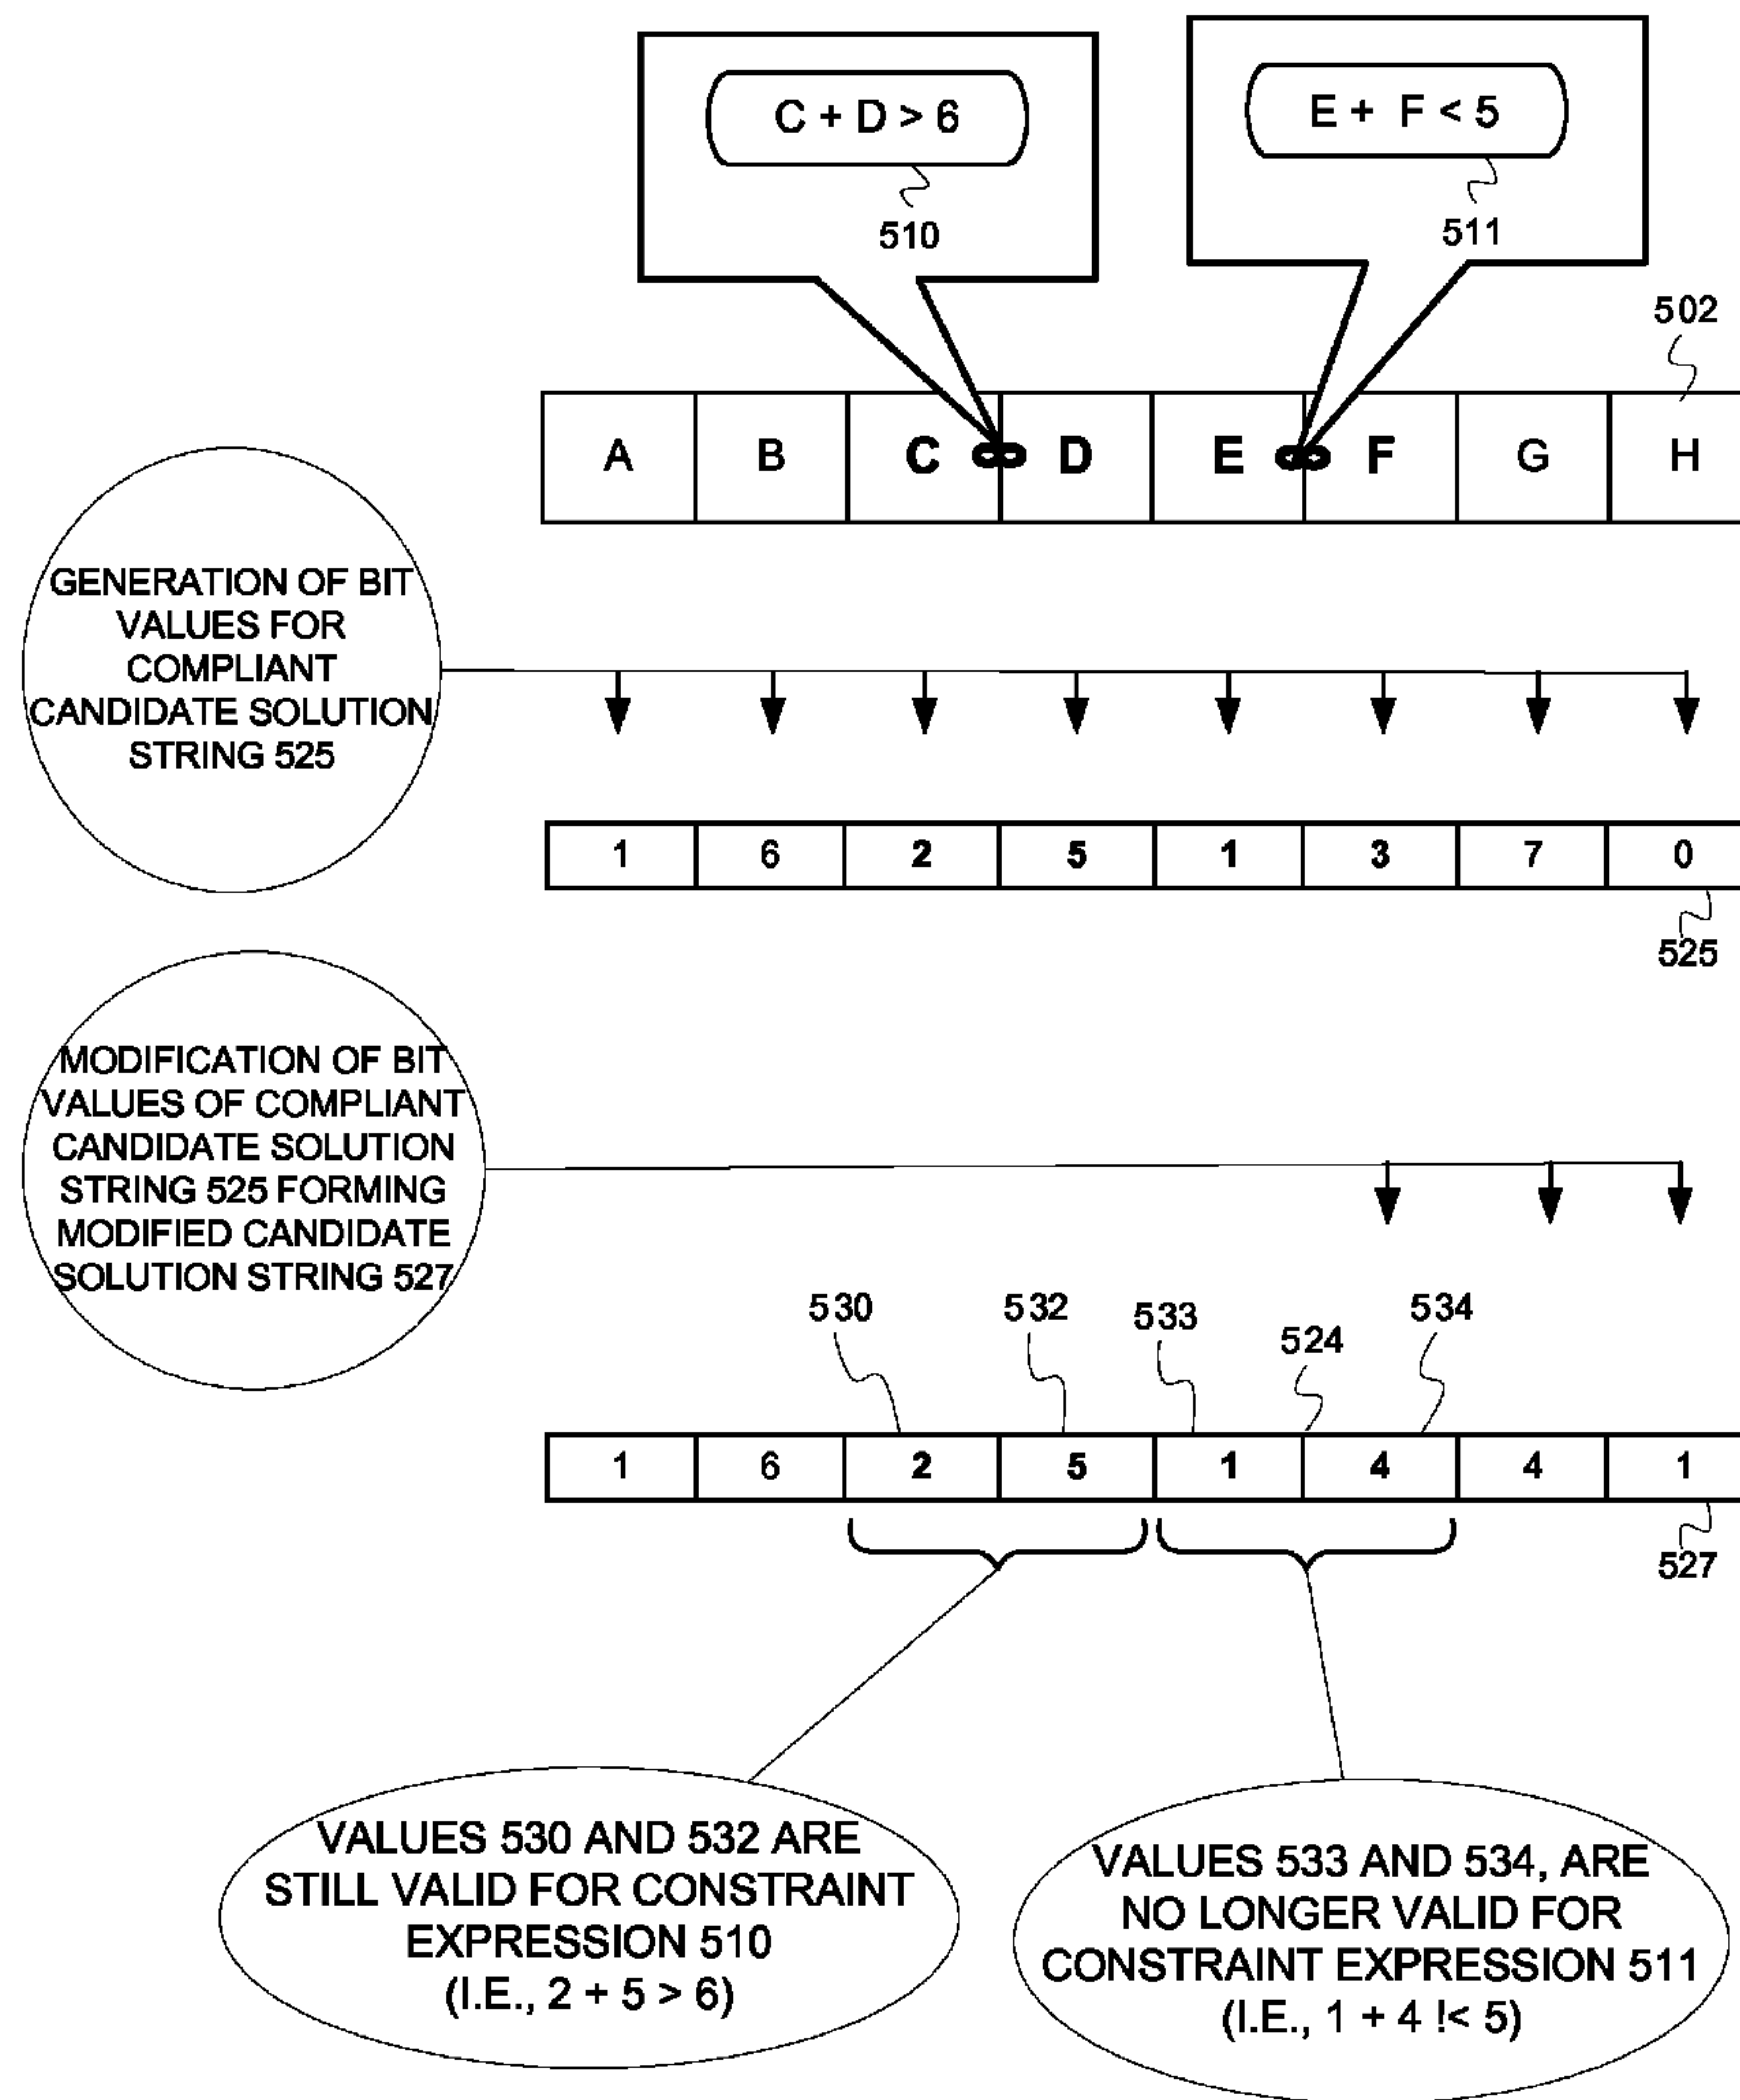 C + D > 6
510
E + F < 5
511
502
A B C D E F G H
GENERATION OF BIT
VALUES FOR
COMPLIANT
CANDIDATE SOLUTION
STRING 525
1 6 2 5 1 3 7 0
525
MODIFICATION OF BIT
VALUES OF COMPLIANT
CANDIDATE SOLUTION
STRING 525 FORMING
MODIFIED CANDIDATE
SOLUTION STRING 527
530 532 533 524 534
1 6 2 5 1 4 4 1
527
VALUES 530 AND 532 ARE
STILL VALID FOR CONSTRAINT
EXPRESSION 510
(I.E., 2 + 5 > 6)
VALUES 533 AND 534, ARE
NO LONGER VALID FOR
CONSTRAINT EXPRESSION 511
(I.E., 1 + 4 !< 5)